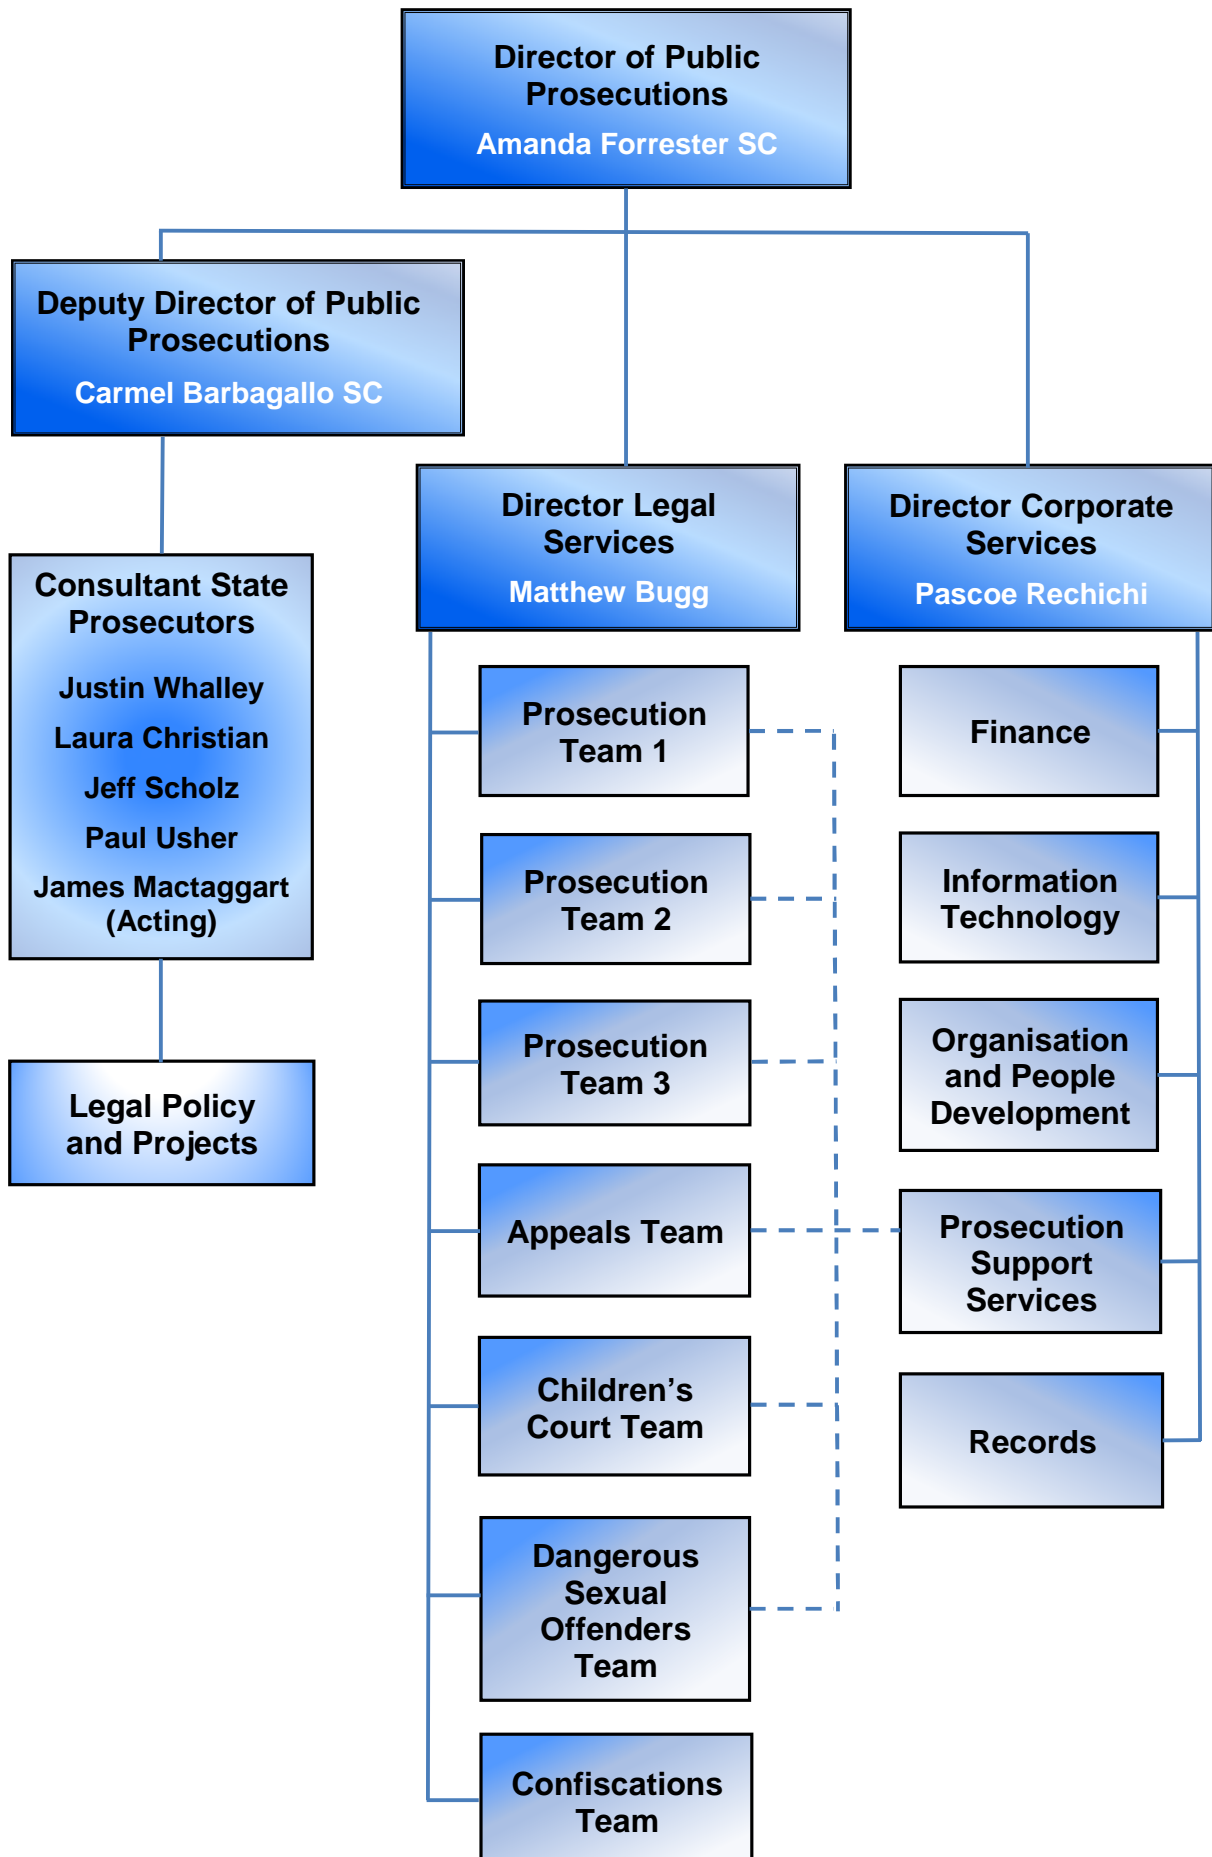 Director of Public
Prosecutions
Amanda Forrester SC
Deputy Director of Public
Prosecutions
Carmel Barbagallo SC
Consultant State
Prosecutors
Justin Whalley
Laura Christian
Jeff Scholz
Paul Usher
James Mactaggart
(Acting)
Legal Policy
and Projects
Director Legal
Services
Matthew Bugg
Prosecution
Team 1
Prosecution
Team 2
Prosecution
Team 3
Appeals Team
Children’s
Court Team
Dangerous
Sexual
Offenders
Team
Confiscations
Team
Director Corporate
Services
Pascoe Rechichi
Finance
Information
Technology
Organisation
and People
Development
Prosecution
Support
Services
Records